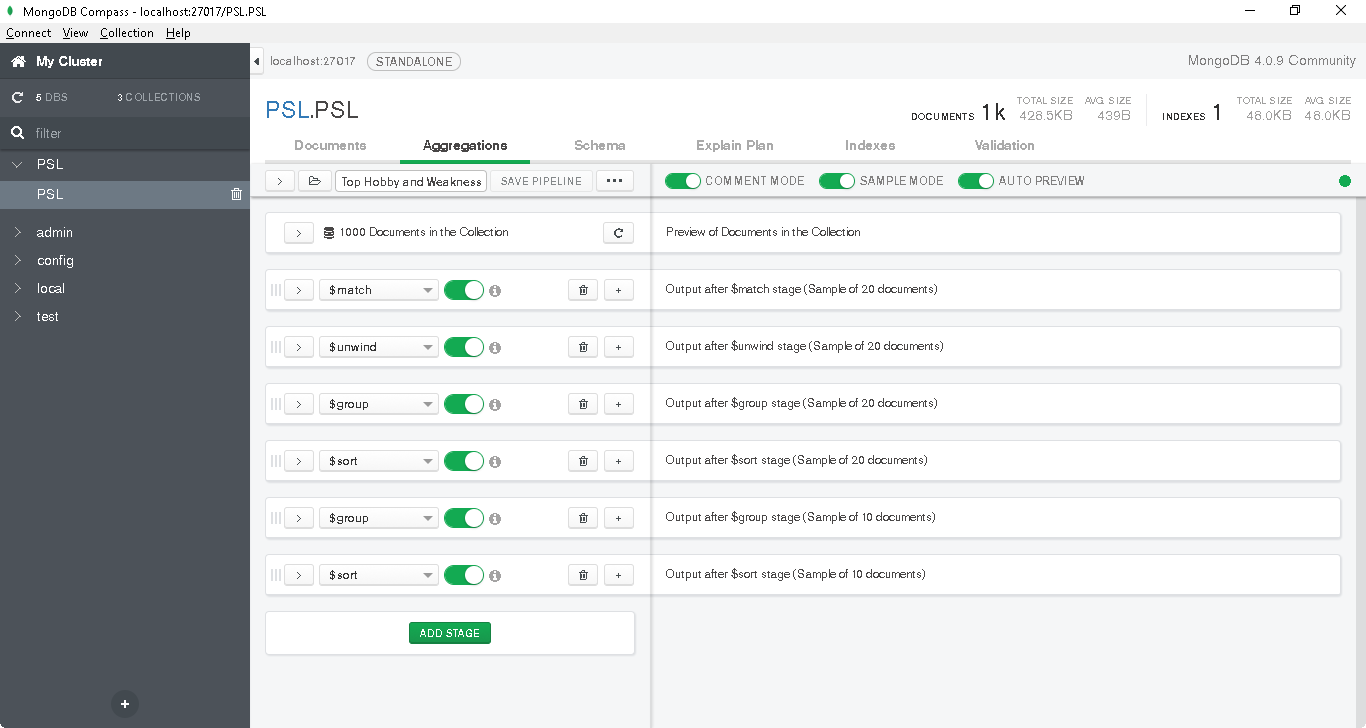 MongoDB Compass - localhost:27017/PSL.PSL
Connect View Collection Help
My Cluster
5 DBS 3 COLLECTIONS
filter
PSL
PSL
admin
config
local
test
localhost:27017 STANDALONE MongoDB 4.0.9 Community
PSL.PSL
DOCUMENTS 1k TOTAL SIZE 428.5KB AVG. SIZE 439B INDEXES 1 TOTAL SIZE 48.0KB AVG. SIZE 48.0KB
Documents Aggregations Schema Explain Plan Indexes Validation
Top Hobby and Weakness SAVE PIPELINE ... COMMENT MODE SAMPLE MODE AUTO PREVIEW
1000 Documents in the Collection Preview of Documents in the Collection
$match Output after $match stage (Sample of 20 documents)
$unwind Output after $unwind stage (Sample of 20 documents)
$group Output after $group stage (Sample of 20 documents)
$sort Output after $sort stage (Sample of 20 documents)
$group Output after $group stage (Sample of 10 documents)
$sort Output after $sort stage (Sample of 10 documents)
ADD STAGE